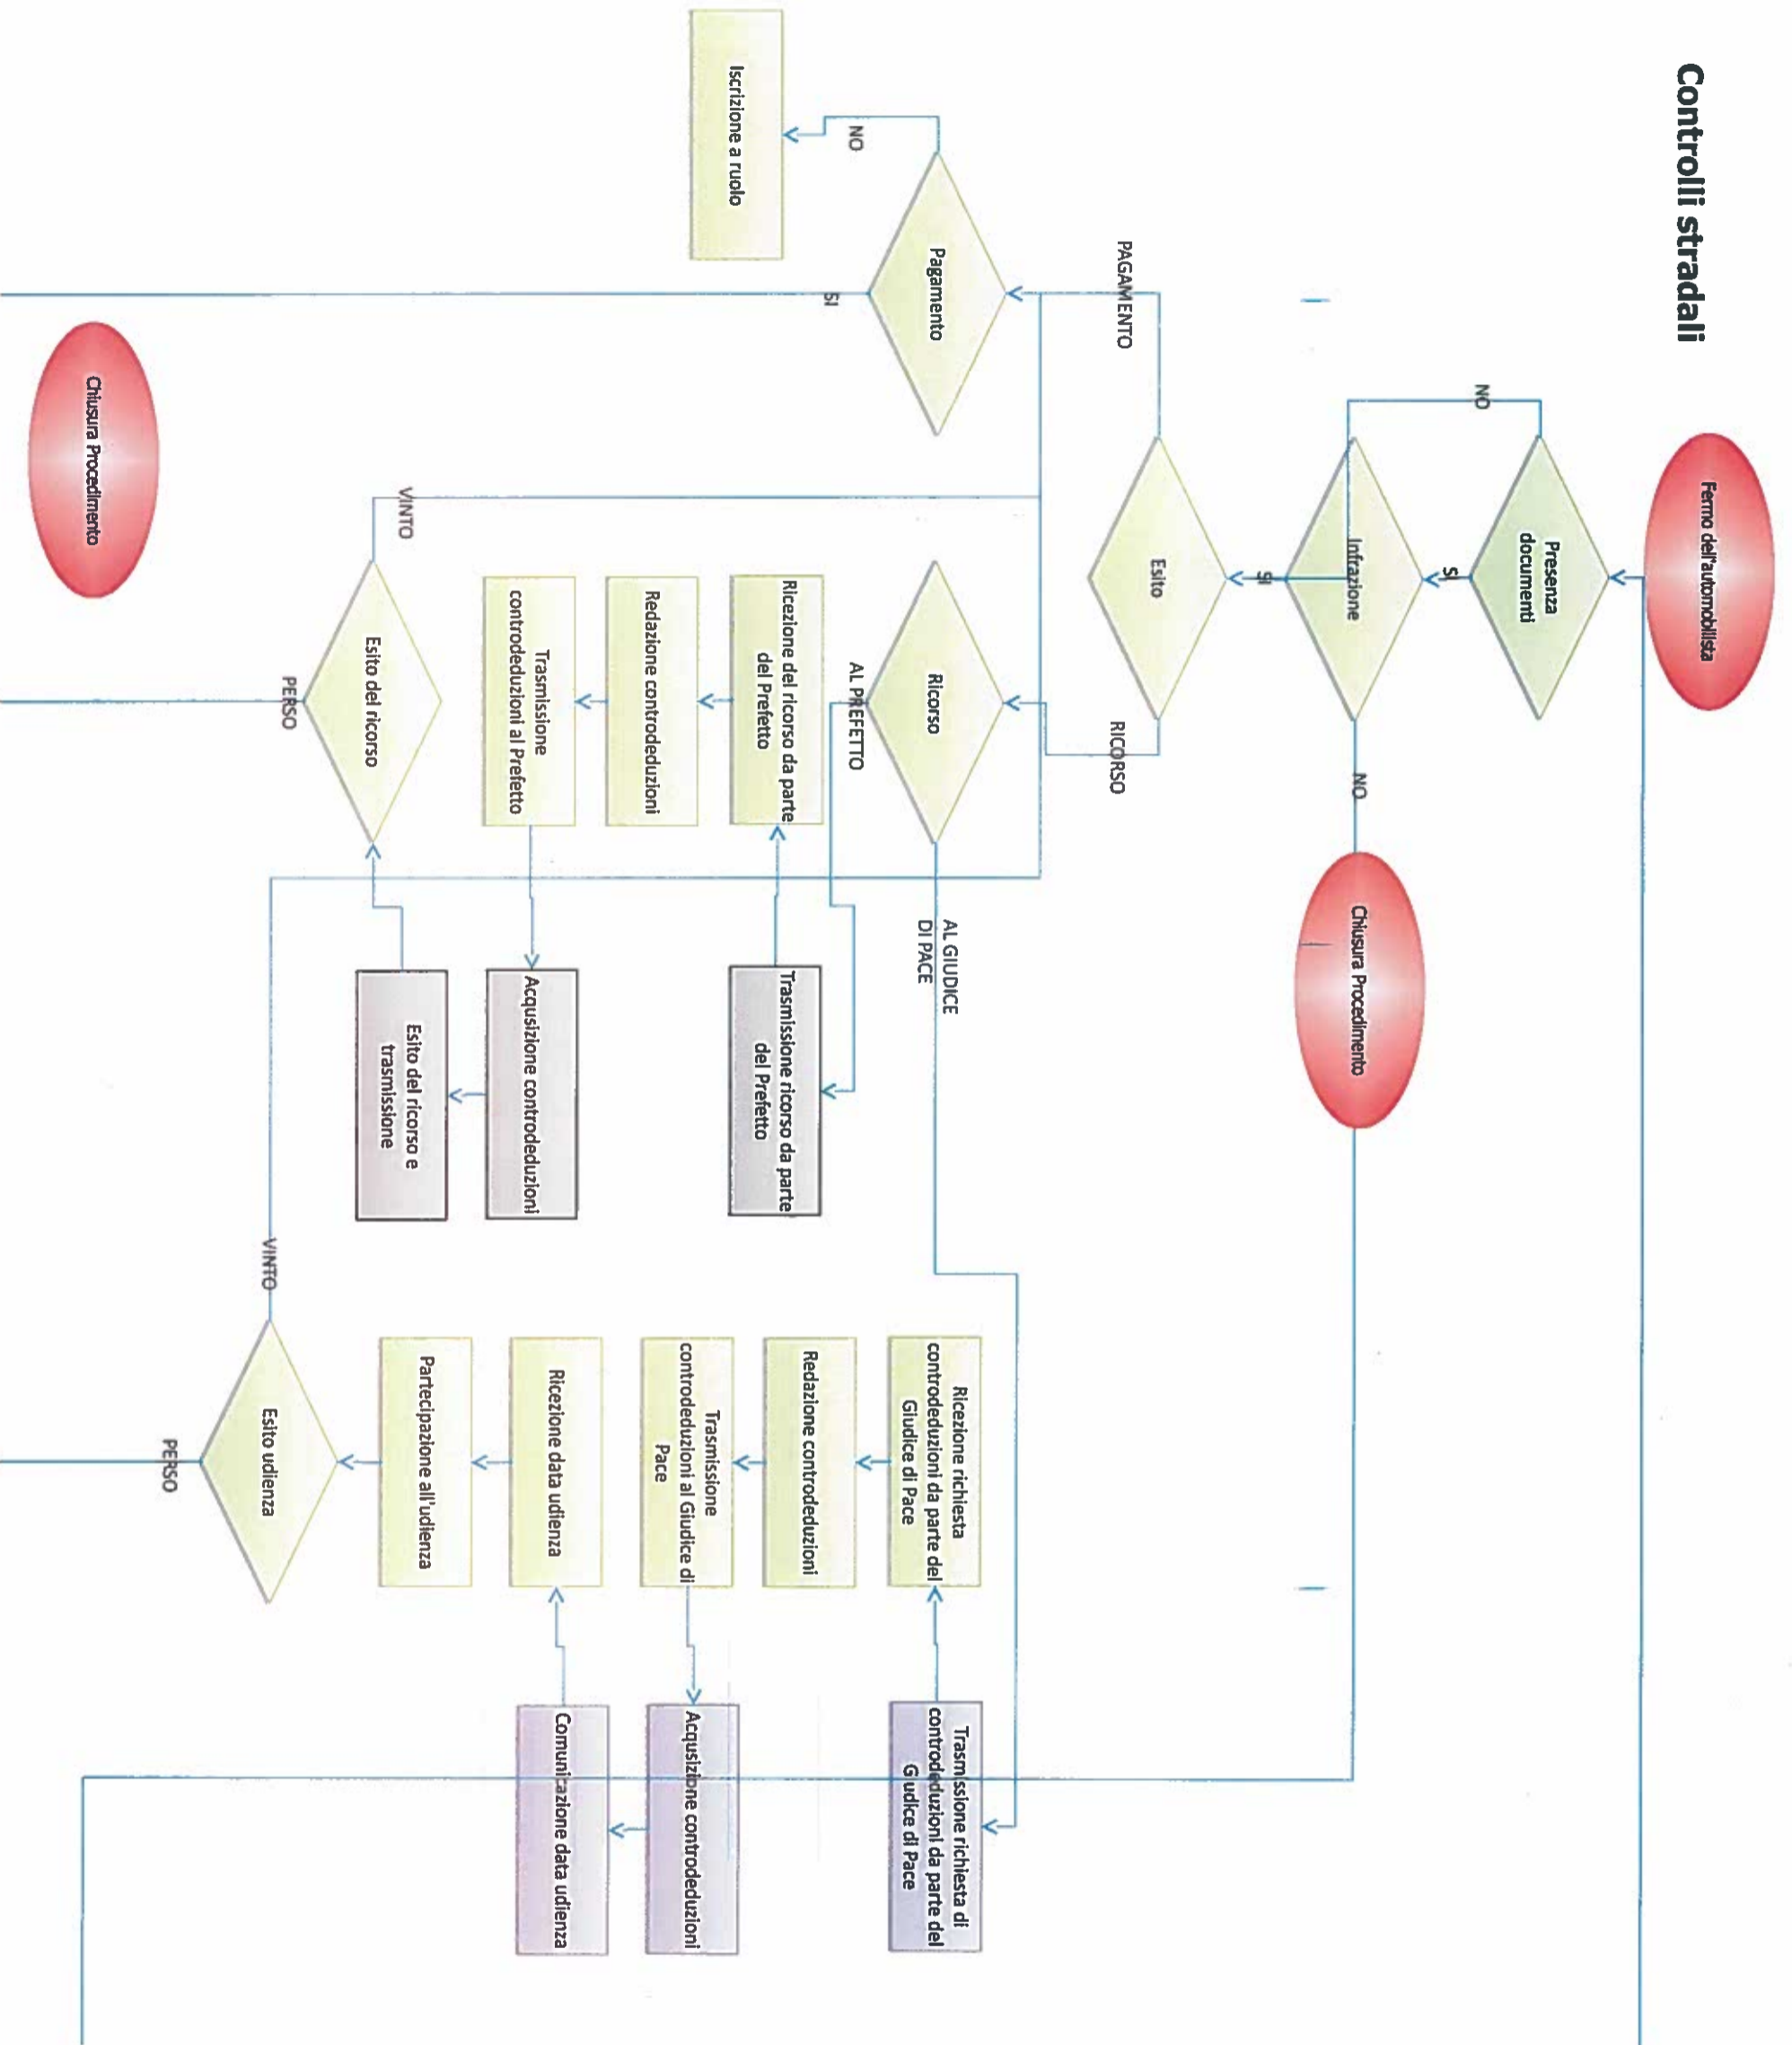 Controlli stradali
Fermo dell'automobilista
Presenza
documenti
NO
SI
Infrazione
NO
Chiusura Procedimento
SI
Esito
PAGAMENTO
RICORSO
Pagamento
NO
SI
Iscrizione a ruolo
Ricorso
AL PREFETTO
AL GIUDICE
DI PACE
Ricezione del ricorso da parte
del Prefetto
Trasmissione ricorso da parte
del Prefetto
Redazione controdeduzioni
Trasmissione
controdeduzioni al Prefetto
Acqusizione controdeduzioni
Esito del ricorso e
trasmissione
VINTO
Esito del ricorso
PERSO
Ricezione richiesta
controdeduzioni da parte del
Giudice di Pace
Trasmissione richiesta di
controdeduzioni da parte del
Giudice di Pace
Redazione controdeduzioni
Trasmissione
controdeduzioni al Giudice di
Pace
Acqusizione controdeduzioni
Ricezione data udienza
Comunicazione data udienza
Partecipazione all'udienza
VINTO
Esito udienza
PERSO
Chiusura Procedimento